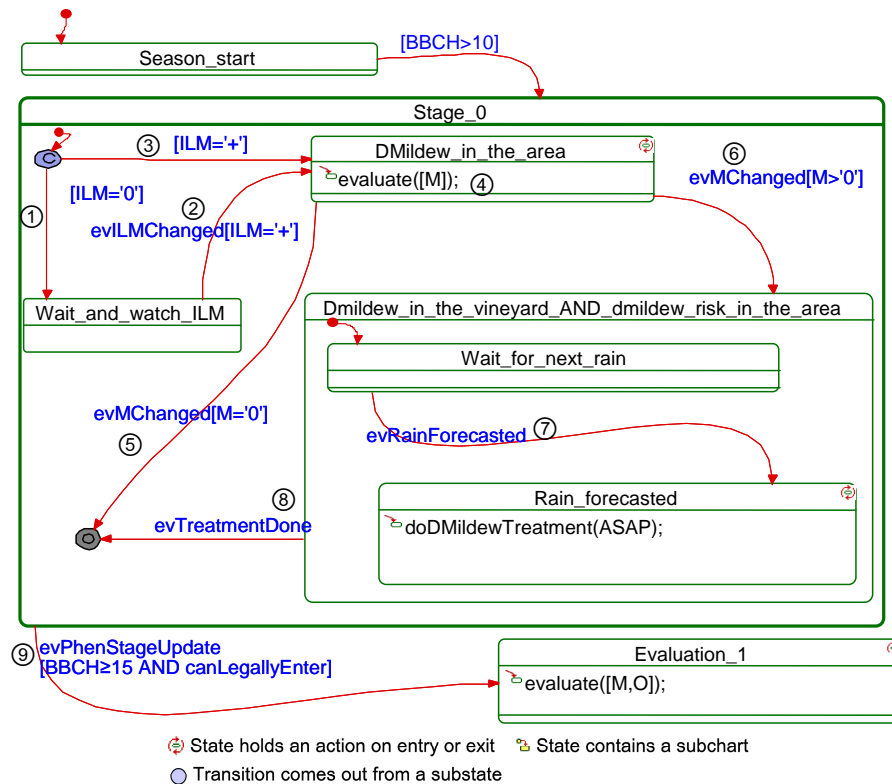 [BBCH>10]
Season_start
Stage_0
③ [ILM='+']
DMildew_in_the_area
evaluate([M]); ④
⑥
evMChanged[M>'0']
C
[ILM='0']
①
②
evILMChanged[ILM='+']
Wait_and_watch_ILM
Dmildew_in_the_vineyard_AND_dmildew_risk_in_the_area
Wait_for_next_rain
evMChanged[M='0']
⑤
evRainForecasted ⑦
Rain_forecasted
doDMildewTreatment(ASAP);
⑧
evTreatmentDone
⑨ evPhenStageUpdate
[BBCH≥15 AND canLegallyEnter]
Evaluation_1
evaluate([M,O]);
State holds an action on entry or exit
State contains a subchart
Transition comes out from a substate